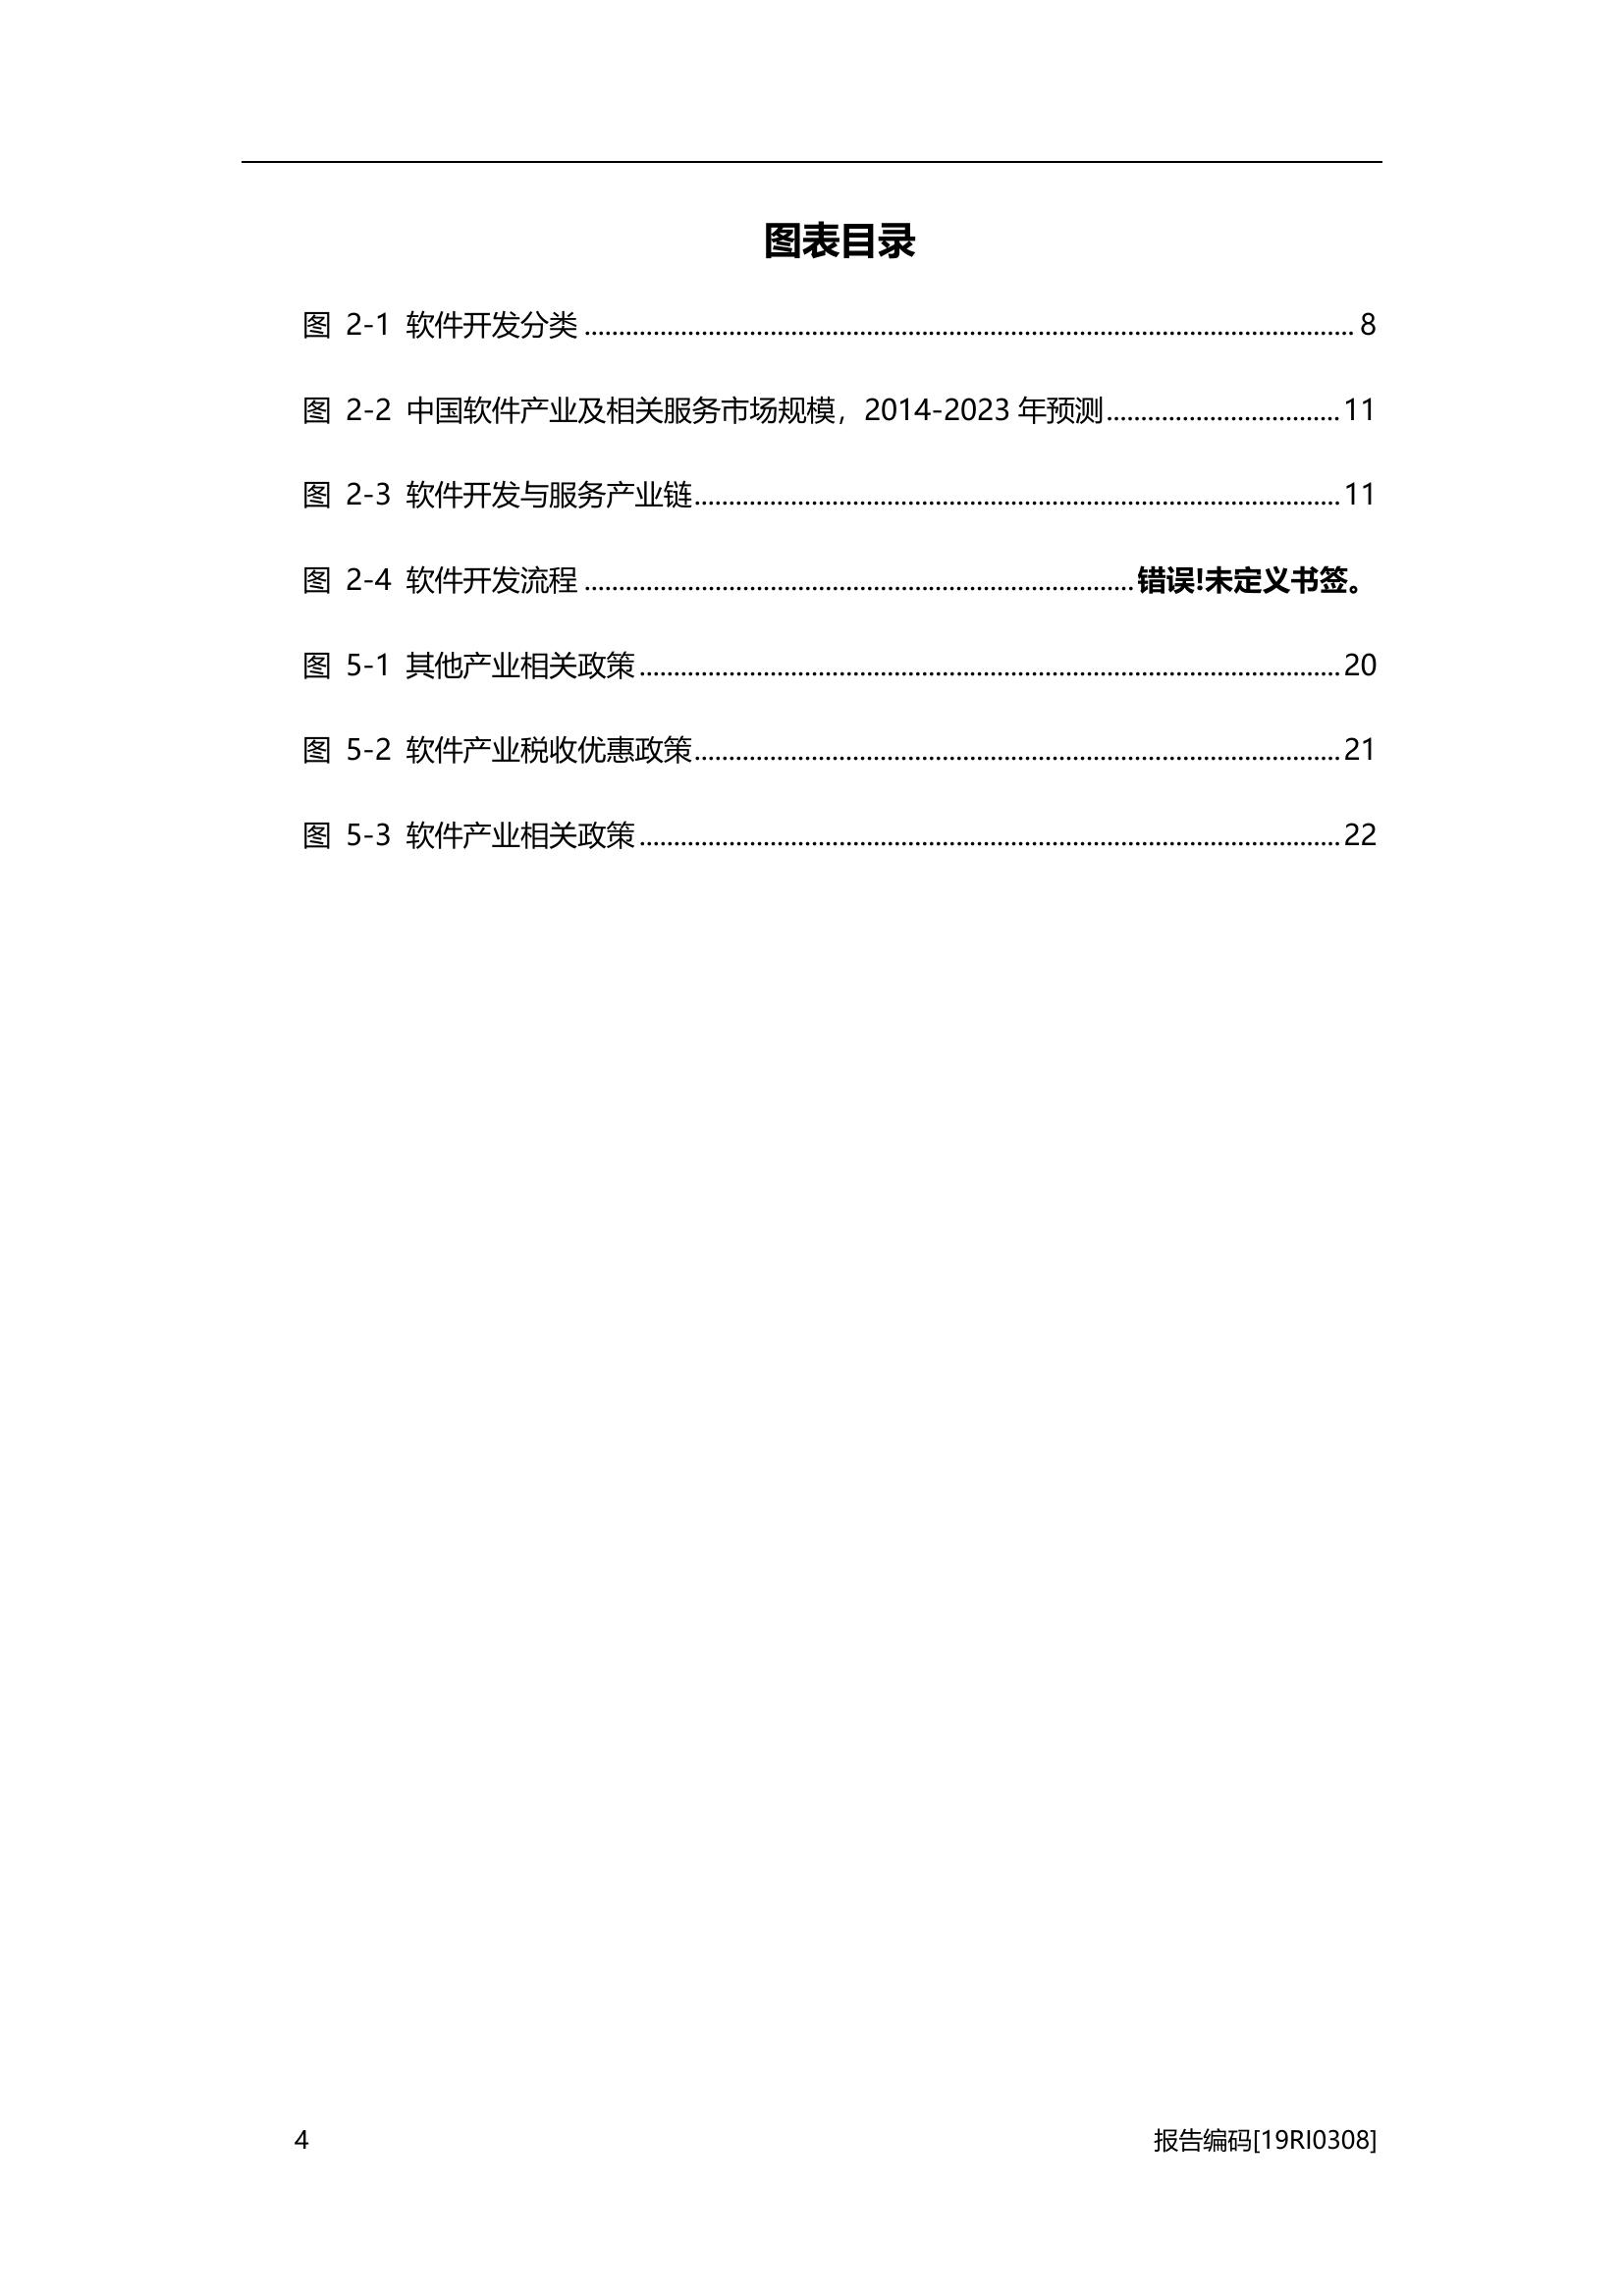 图表目录
图 2-1 软件开发分类 ........ 8
图 2-2 中国软件产业及相关服务市场规模，2014-2023 年预测 ........ 11
图 2-3 软件开发与服务产业链 ........ 11
图 2-4 软件开发流程 ........ 错误!未定义书签。
图 5-1 其他产业相关政策 ........ 20
图 5-2 软件产业税收优惠政策 ........ 21
图 5-3 软件产业相关政策 ........ 22
4 报告编码[19RI0308]